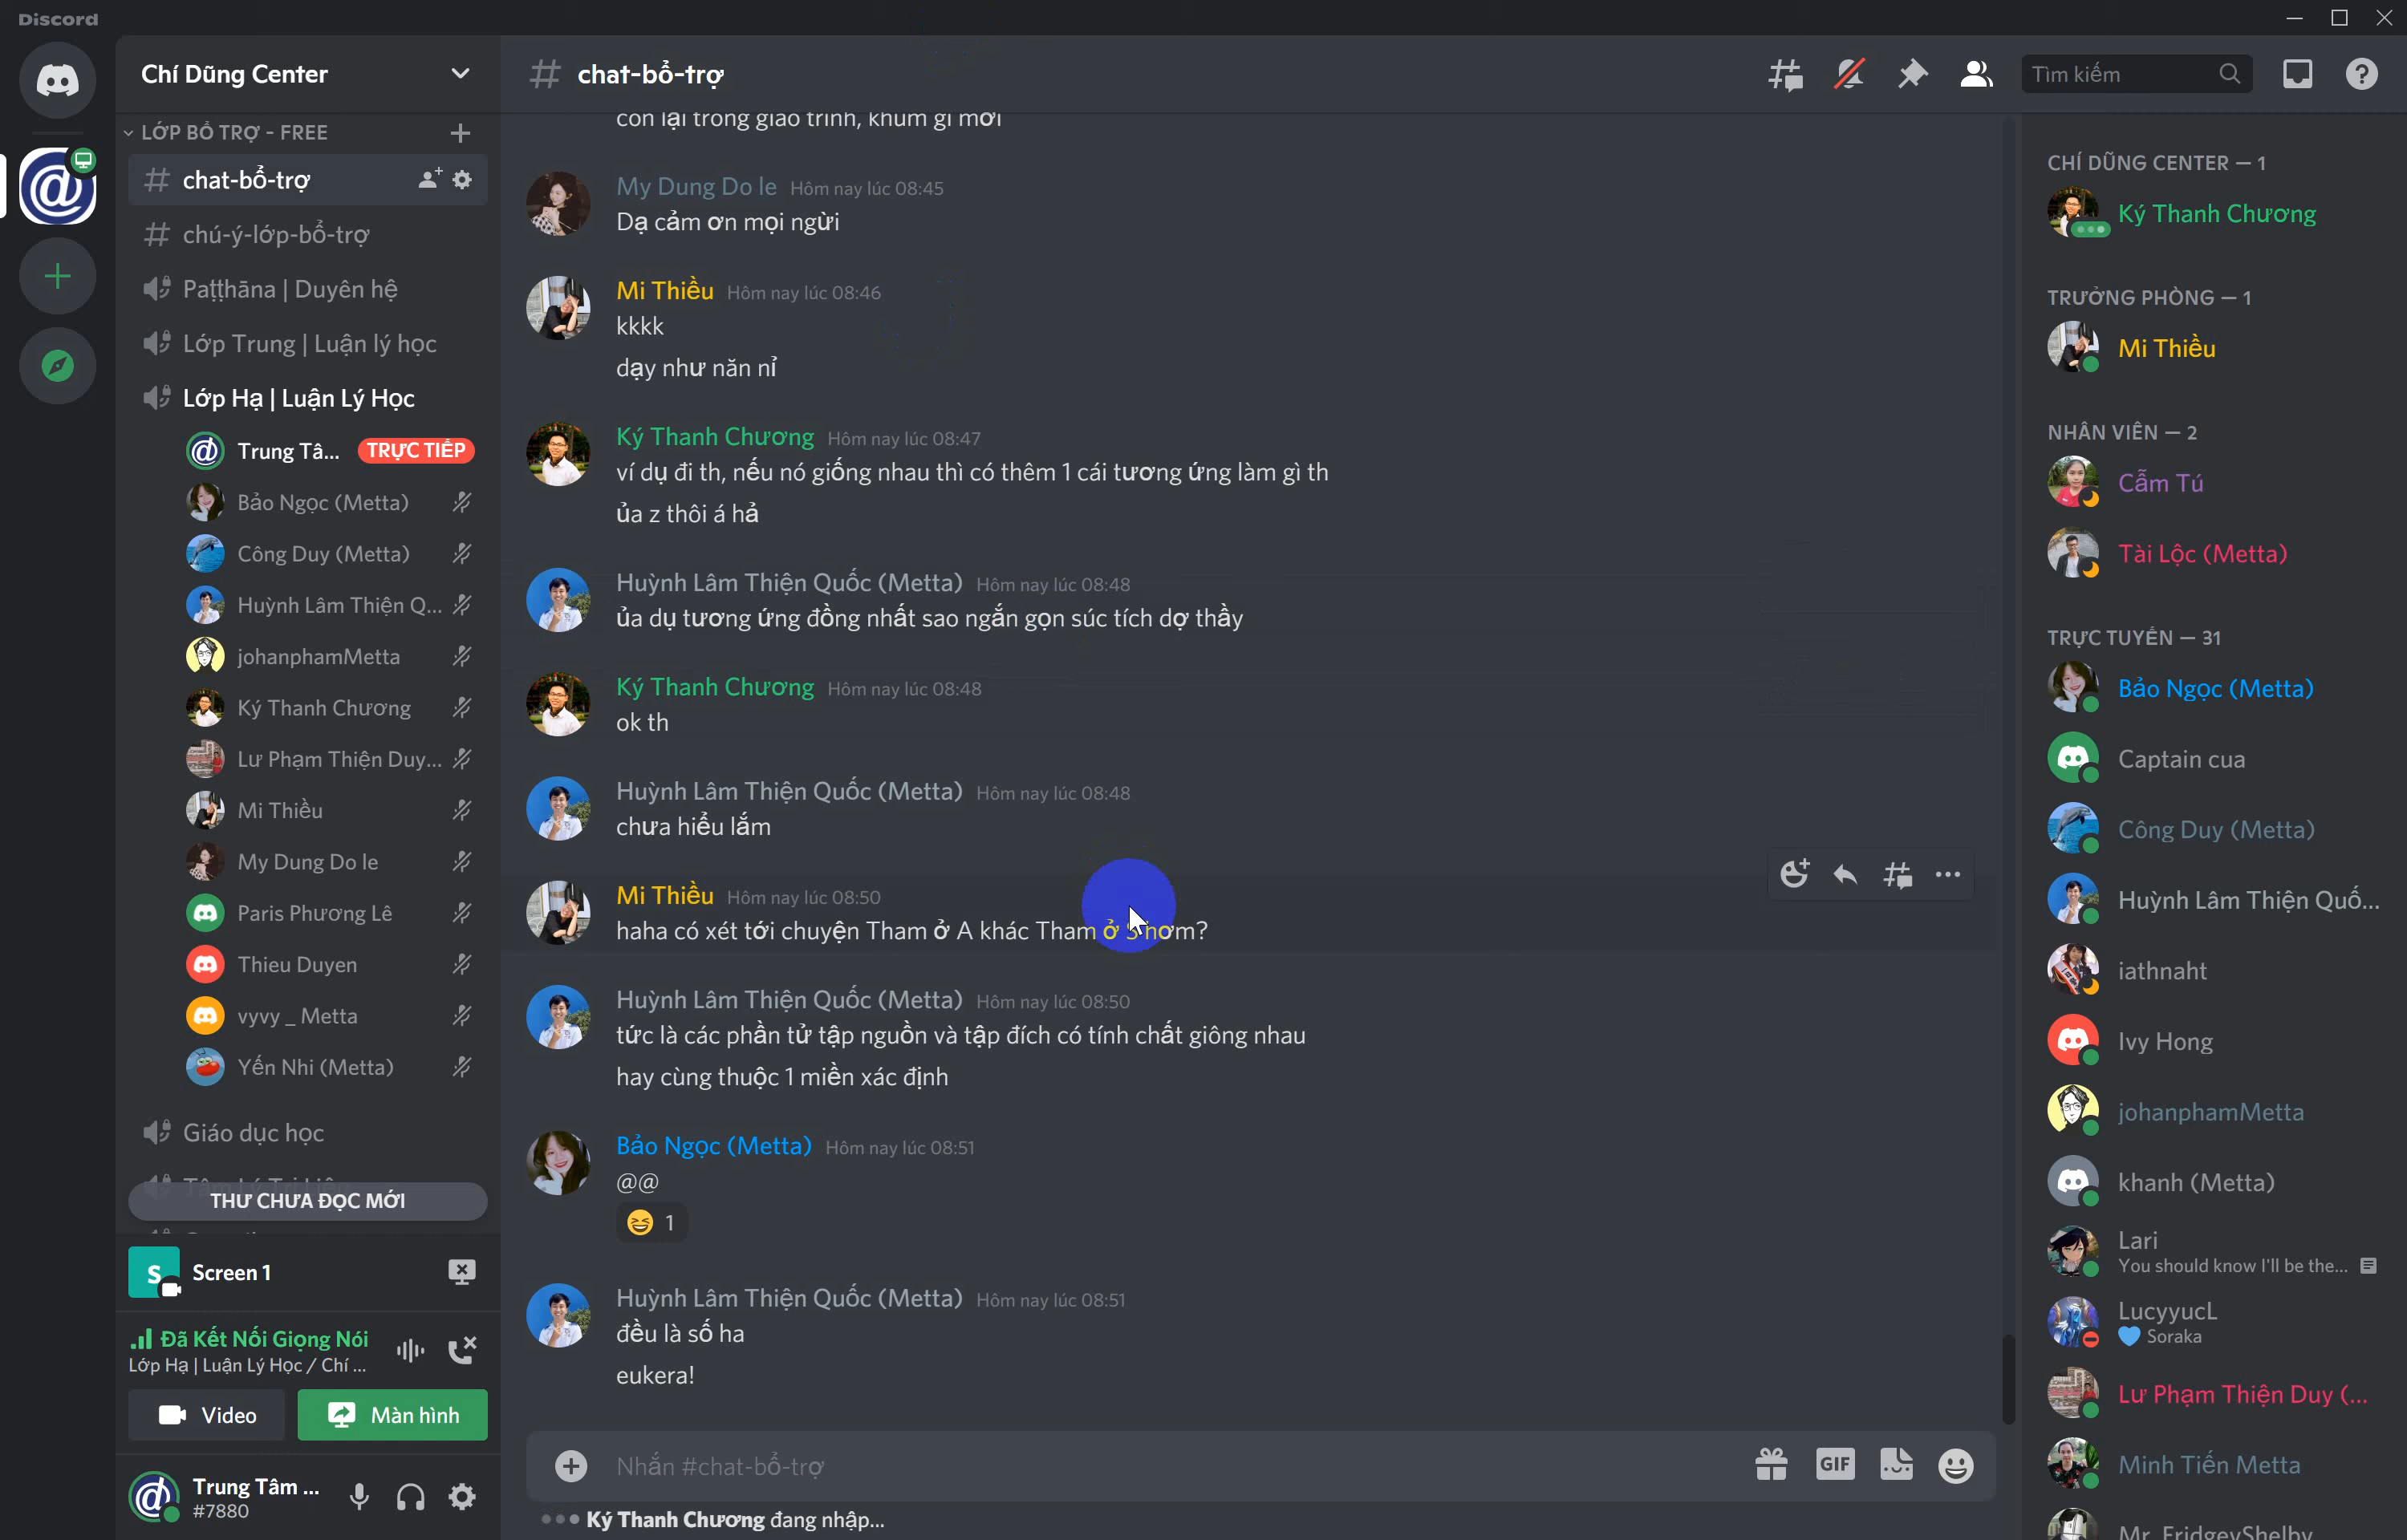 Discord
Chí Dũng Center
LỚP BỔ TRỢ - FREE
chat-bổ-trợ
chú-ý-lớp-bổ-trợ
Paṭṭhāna | Duyên hệ
Lớp Trung | Luận lý học
Lớp Hạ | Luận Lý Học
Trung Tâ... TRỰC TIẾP
Bảo Ngọc (Metta)
Công Duy (Metta)
Huỳnh Lâm Thiện Q...
johanphamMetta
Ký Thanh Chương
Lư Phạm Thiện Duy...
Mi Thiều
My Dung Do le
Paris Phương Lê
Thieu Duyen
vyvy _ Metta
Yến Nhi (Metta)
Giáo dục học
THƯ CHƯA ĐỌC MỚI
S Screen 1
Đã Kết Nối Giọng Nói
Lớp Hạ | Luận Lý Học / Chí ...
Video
Màn hình
Trung Tâm ...
#7880
# chat-bổ-trợ
Tìm kiếm
còn lại trong giáo trình, khum gì mới
My Dung Do le Hôm nay lúc 08:45
Dạ cảm ơn mọi ngừi
Mi Thiều Hôm nay lúc 08:46
kkkk
dạy như năn nỉ
Ký Thanh Chương Hôm nay lúc 08:47
ví dụ đi th, nếu nó giống nhau thì có thêm 1 cái tương ứng làm gì th
ủa z thôi á hả
Huỳnh Lâm Thiện Quốc (Metta) Hôm nay lúc 08:48
ủa dụ tương ứng đồng nhất sao ngắn gọn súc tích dợ thầy
Ký Thanh Chương Hôm nay lúc 08:48
ok th
Huỳnh Lâm Thiện Quốc (Metta) Hôm nay lúc 08:48
chưa hiểu lắm
Mi Thiều Hôm nay lúc 08:50
haha có xét tới chuyện Tham ở A khác Tham ở hơm?
Huỳnh Lâm Thiện Quốc (Metta) Hôm nay lúc 08:50
tức là các phần tử tập nguồn và tập đích có tính chất giông nhau
hay cùng thuộc 1 miền xác định
Bảo Ngọc (Metta) Hôm nay lúc 08:51
@@
1
Huỳnh Lâm Thiện Quốc (Metta) Hôm nay lúc 08:51
đều là số ha
eukera!
Nhắn #chat-bổ-trợ
GIF
Ký Thanh Chương đang nhập...
CHÍ DŨNG CENTER — 1
Ký Thanh Chương
TRƯỞNG PHÒNG — 1
Mi Thiều
NHÂN VIÊN — 2
Cẩm Tú
Tài Lộc (Metta)
TRỰC TUYẾN — 31
Bảo Ngọc (Metta)
Captain cua
Công Duy (Metta)
Huỳnh Lâm Thiện Quố...
iathnaht
Ivy Hong
johanphamMetta
khanh (Metta)
Lari
You should know I'll be the...
LucyyucL
Soraka
Lư Phạm Thiện Duy (...
Minh Tiến Metta
Mr. FridgeyShelby